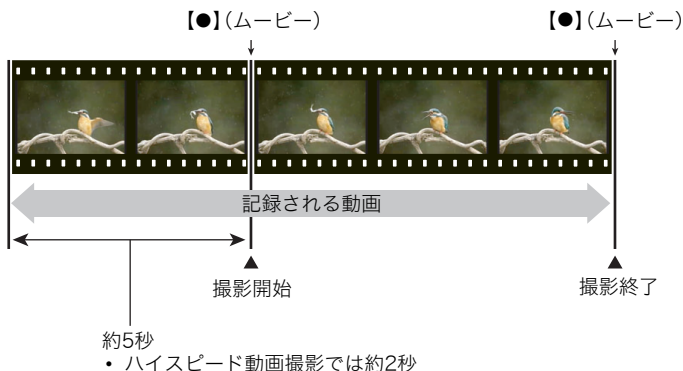 【●】（ムービー） 【●】（ムービー）
記録される動画
撮影開始 撮影終了
約5秒
• ハイスピード動画撮影では約2秒